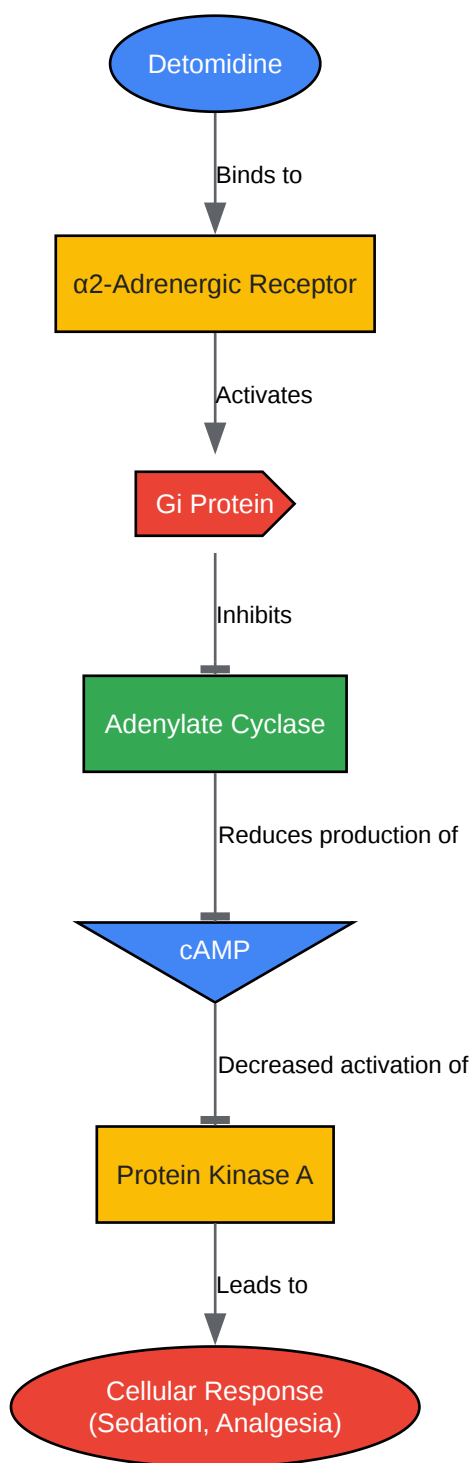 Detomidine
Binds to
α2-Adrenergic Receptor
Activates
Gi Protein
Inhibits
Adenylate Cyclase
Reduces production of
cAMP
Decreased activation of
Protein Kinase A
Leads to
Cellular Response
(Sedation, Analgesia)